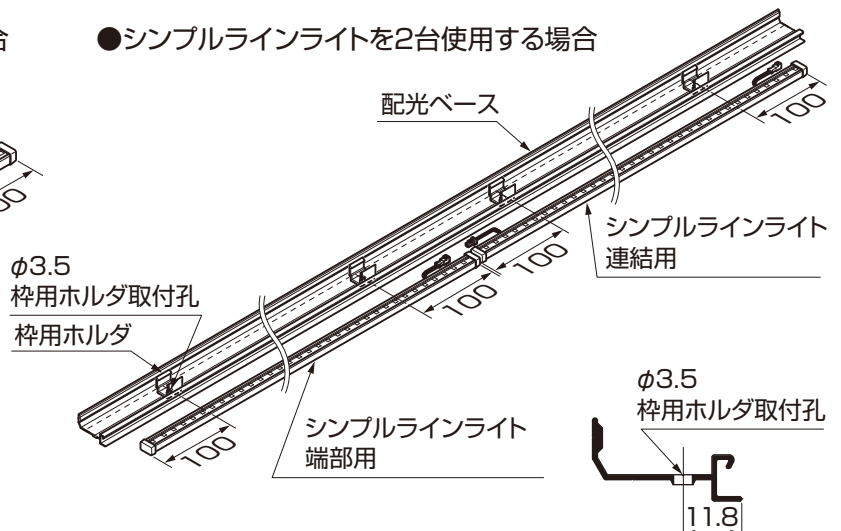 合
●シンプルラインライトを2台使用する場合
配光ベース
100
00
シンプルラインライト
連結用
φ3.5
枠用ホルダ取付孔
100
100
枠用ホルダ
φ3.5
枠用ホルダ取付孔
シンプルラインライト
端部用
100
11.8